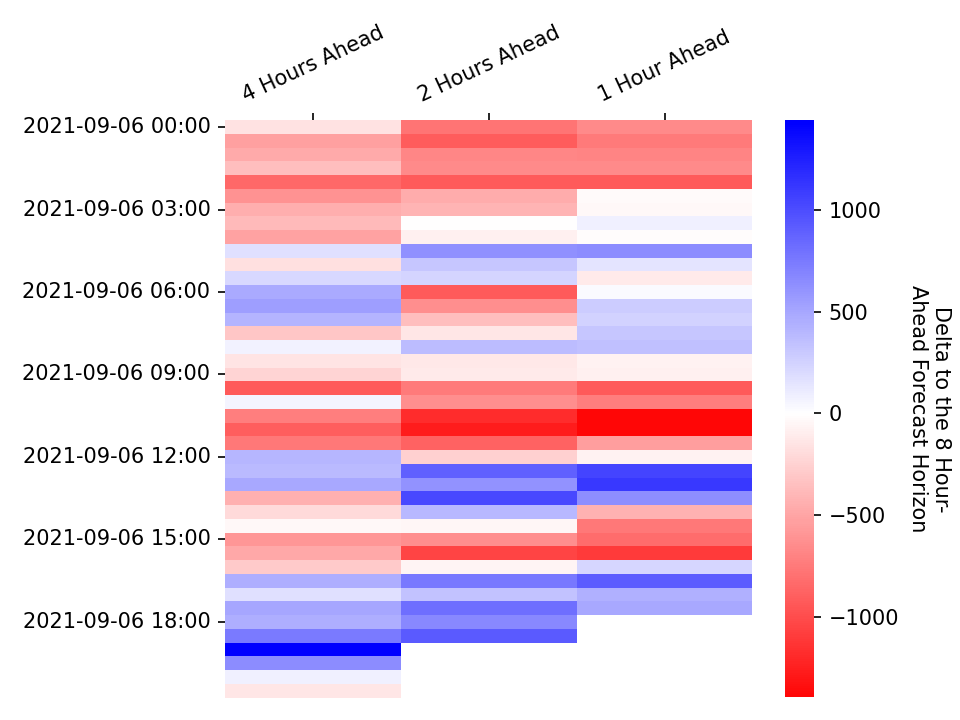 4 Hours Ahead
2 Hours Ahead
1 Hour Ahead
2021-09-06 00:00
2021-09-06 03:00
2021-09-06 06:00
2021-09-06 09:00
2021-09-06 12:00
2021-09-06 15:00
2021-09-06 18:00
1000
500
0
−500
−1000
Delta to the 8 Hour-
Ahead Forecast Horizon